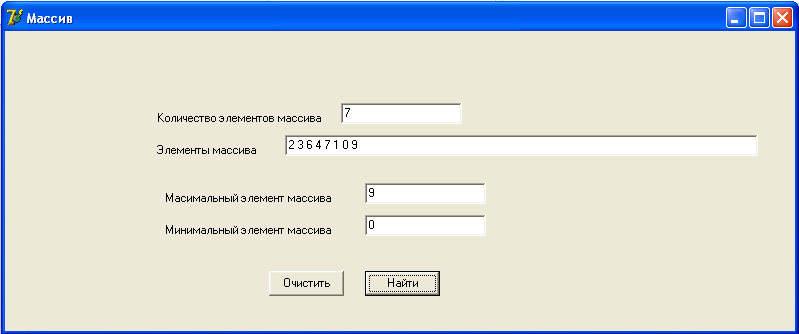 Массив
Количество элементов массива 7
Элементы массива 2 3 6 4 7 1 0 9
Масимальный элемент массива 9
Минимальный элемент массива 0
Очистить Найти